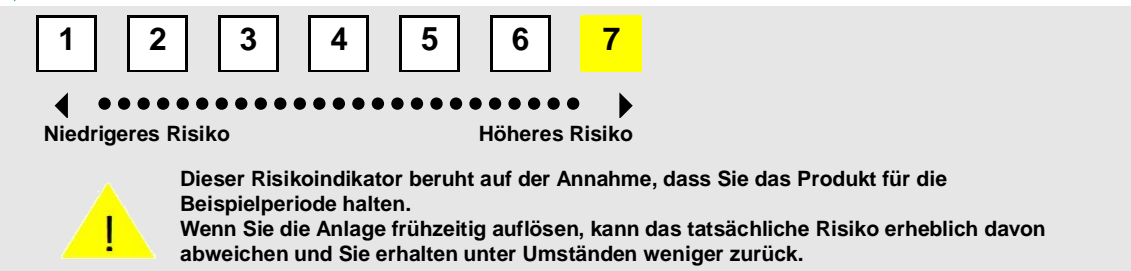 1 2 3 4 5 6 7
Niedrigeres Risiko Höheres Risiko
Dieser Risikoindikator beruht auf der Annahme, dass Sie das Produkt für die
Beispielperiode halten.
Wenn Sie die Anlage frühzeitig auflösen, kann das tatsächliche Risiko erheblich davon
abweichen und Sie erhalten unter Umständen weniger zurück.
!